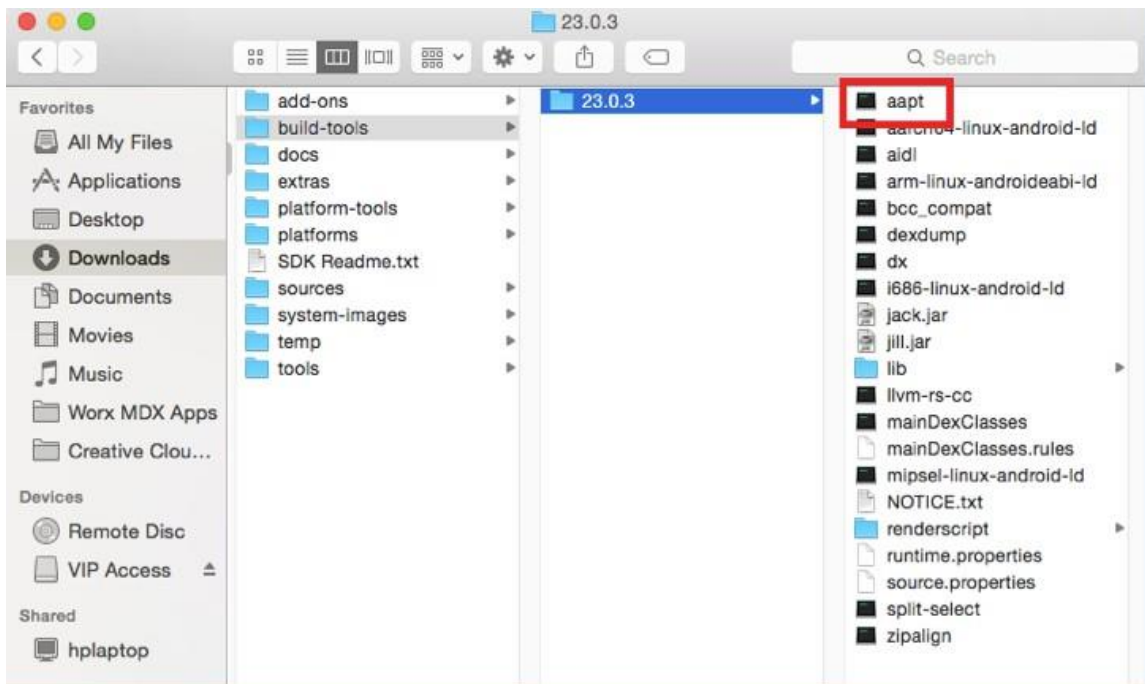 23.0.3
Search
Favorites
All My Files
Applications
Desktop
Downloads
Documents
Movies
Music
Worx MDX Apps
Creative Clou...
Devices
Remote Disc
VIP Access
Shared
hplaptop
add-ons
build-tools
docs
extras
platform-tools
platforms
SDK Readme.txt
sources
system-images
temp
tools
23.0.3
aapt
aarch64-linux-android-ld
aidl
arm-linux-androideabi-ld
bcc_compat
dexdump
dx
i686-linux-android-ld
jack.jar
jill.jar
lib
llvm-rs-cc
mainDexClasses
mainDexClasses.rules
mipsel-linux-android-ld
NOTICE.txt
renderscript
runtime.properties
source.properties
split-select
zipalign